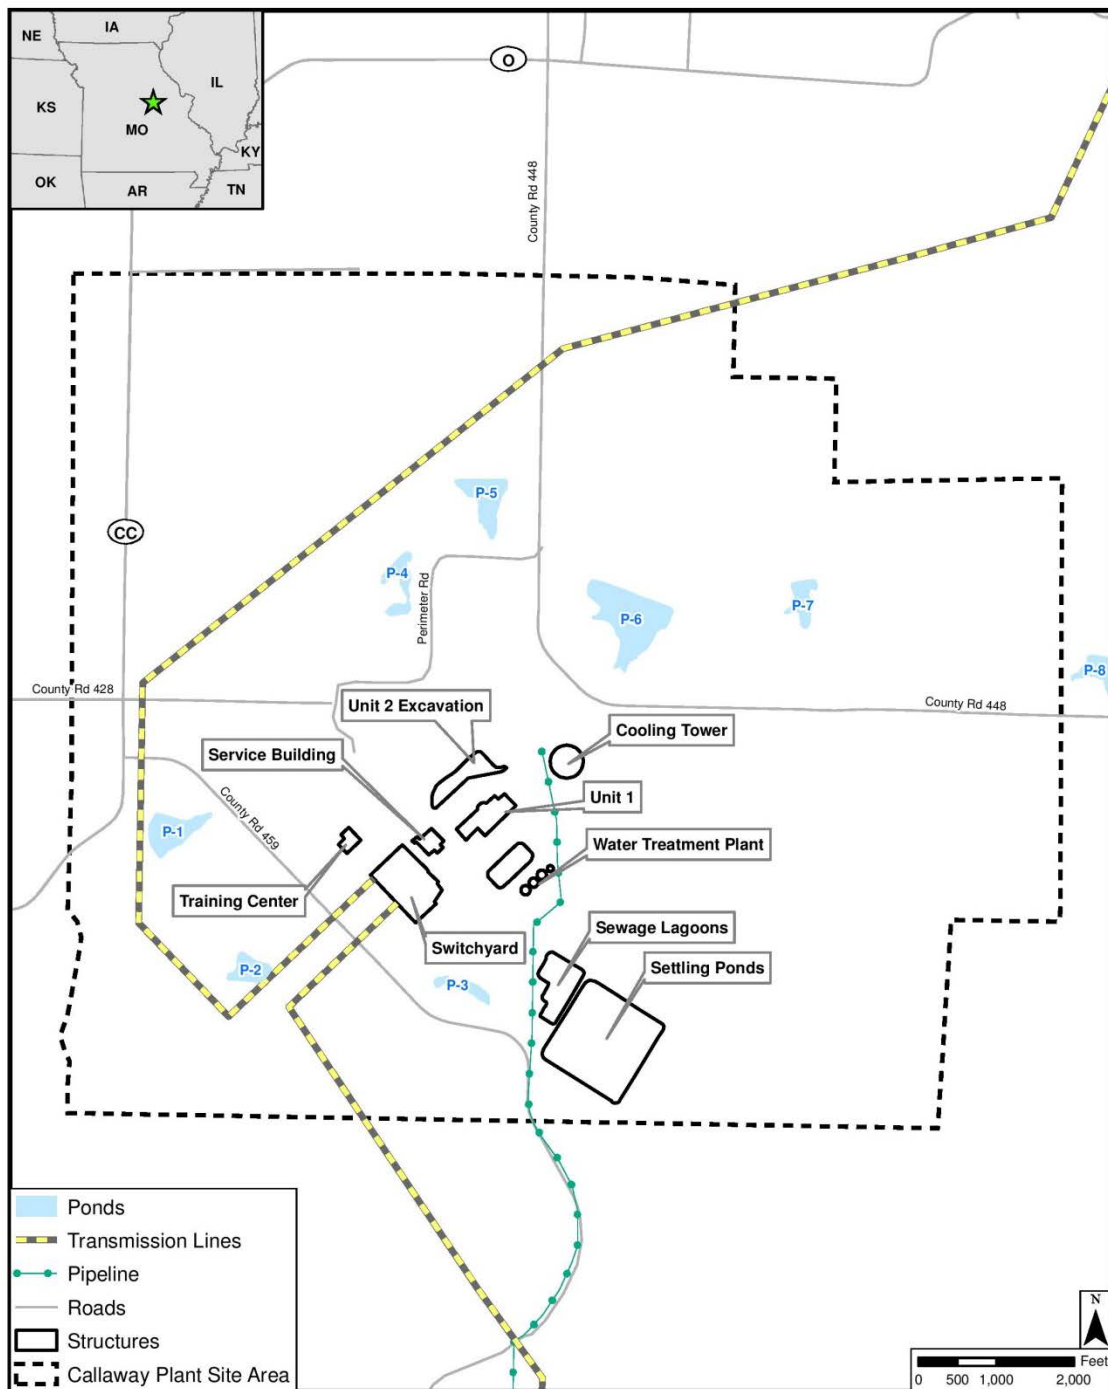 IA
NE
IL
KS
MO
KY
OK
AR
TN
O
County Rd 448
CC
P-5
P-4
Perimeter Rd
P-6
P-7
P-8
County Rd 428
County Rd 448
Unit 2 Excavation
Cooling Tower
Service Building
Unit 1
County Rd 459
P-1
Water Treatment Plant
Training Center
Sewage Lagoons
Switchyard
P-2
Settling Ponds
P-3
Ponds
Transmission Lines
Pipeline
Roads
Structures
Callaway Plant Site Area
N
Feet
0 500 1,000 2,000